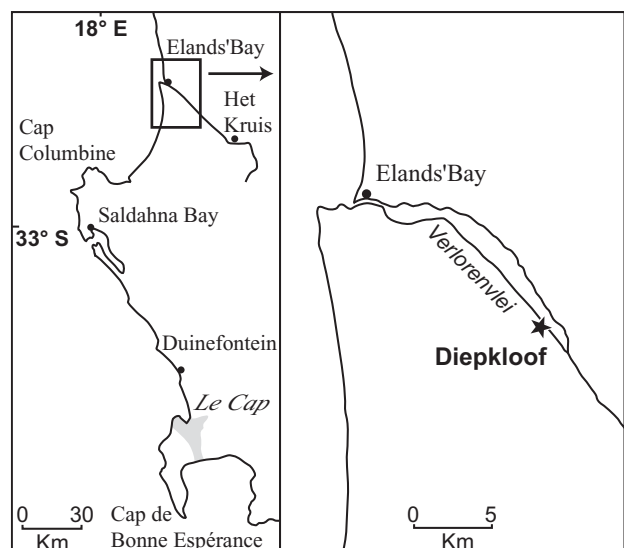 18° E
Elands'Bay
Het
Kruis
Cap
Columbine
Saldahna Bay
33° S
Duinefontein
Le Cap
0 30
Km
Cap de
Bonne Espérance
Elands'Bay
Verlorenvlei
Diepkloof
0 5
Km